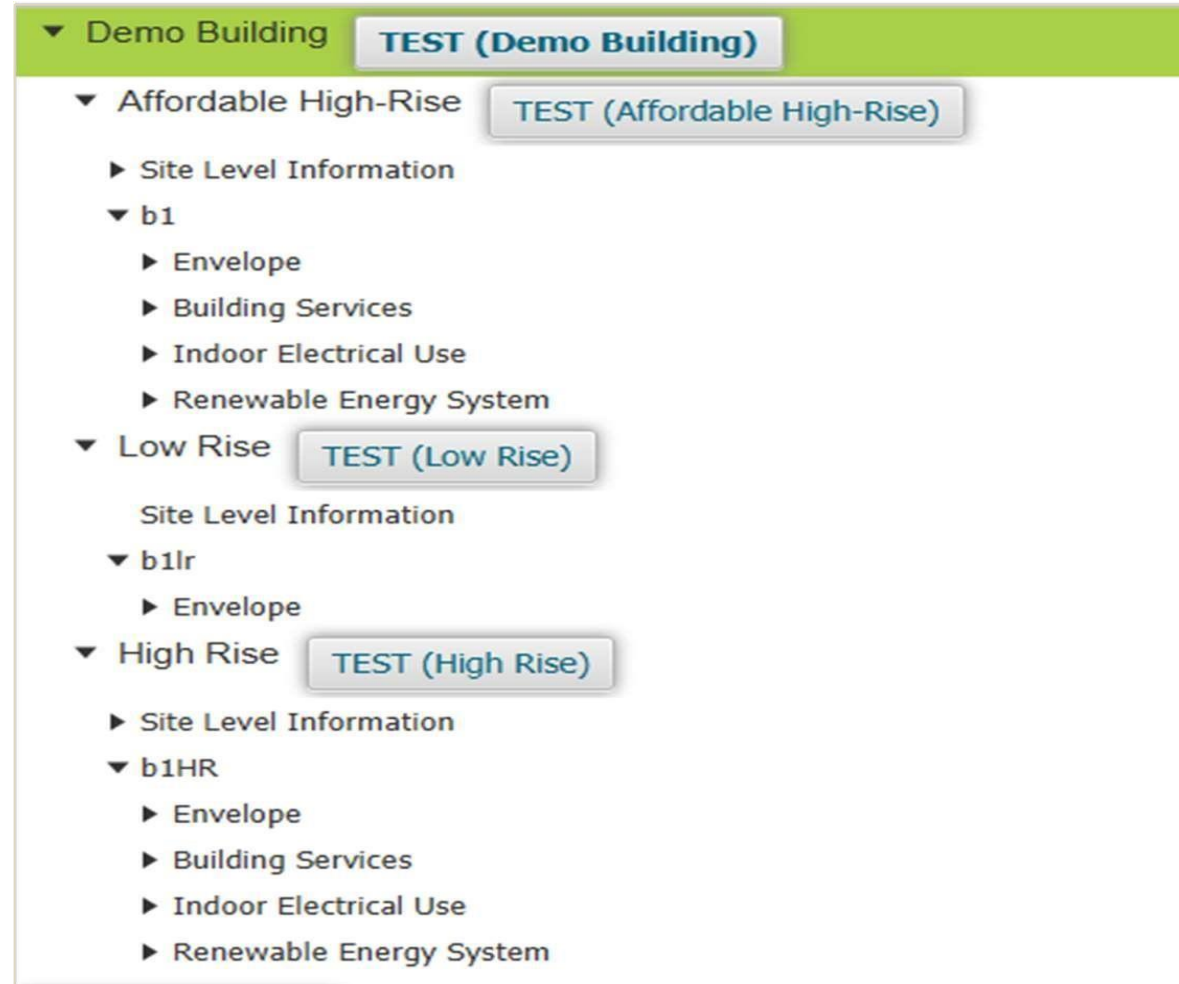 Demo Building TEST (Demo Building)
Affordable High-Rise TEST (Affordable High-Rise)
Site Level Information
b1
Envelope
Building Services
Indoor Electrical Use
Renewable Energy System
Low Rise TEST (Low Rise)
Site Level Information
b1lr
Envelope
High Rise TEST (High Rise)
Site Level Information
b1HR
Envelope
Building Services
Indoor Electrical Use
Renewable Energy System